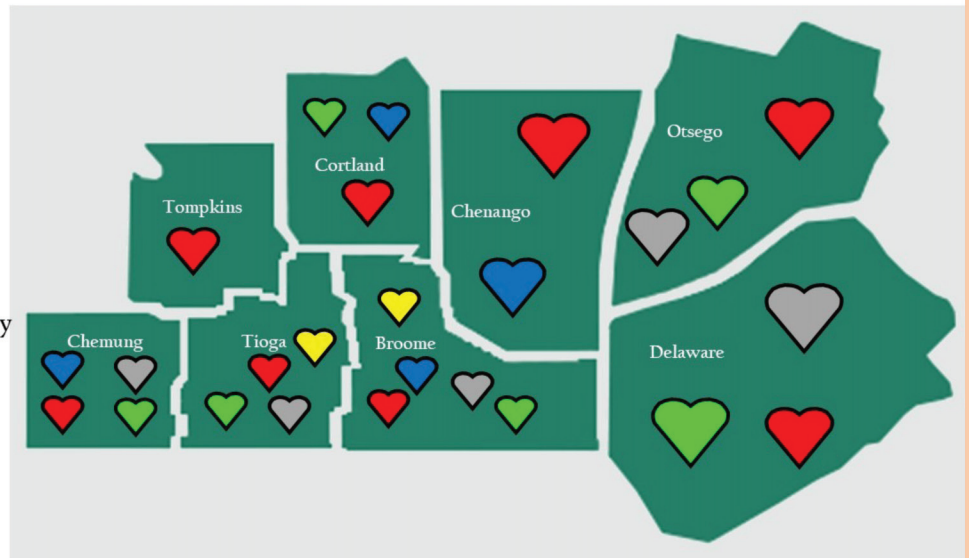 Otsego
Cortland
Tompkins
Chenango
y
Chemung
Tioga
Broome
Delaware